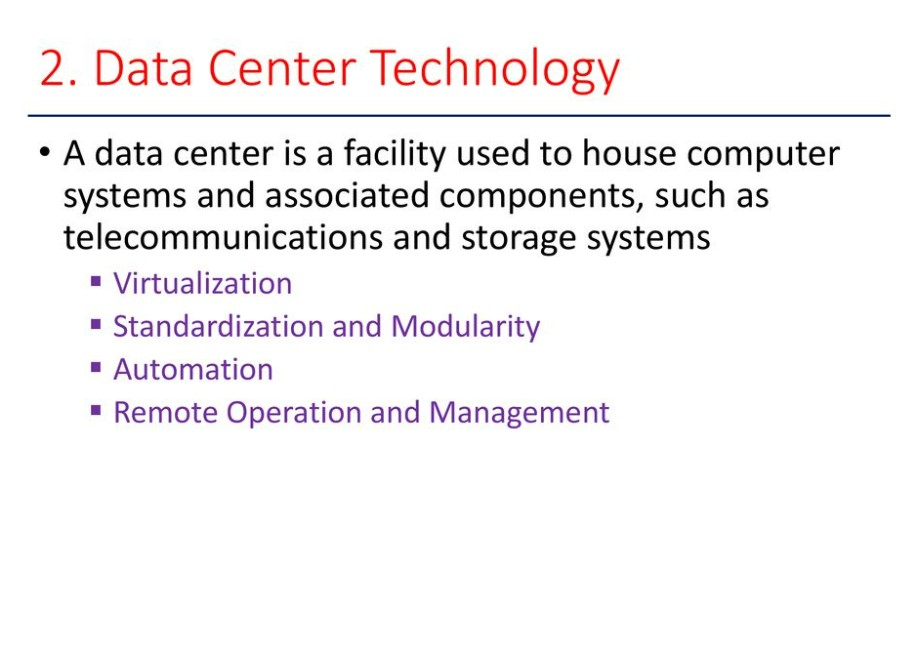 2. Data Center Technology
• A data center is a facility used to house computer
systems and associated components, such as
telecommunications and storage systems
▪ Virtualization
▪ Standardization and Modularity
▪ Automation
▪ Remote Operation and Management